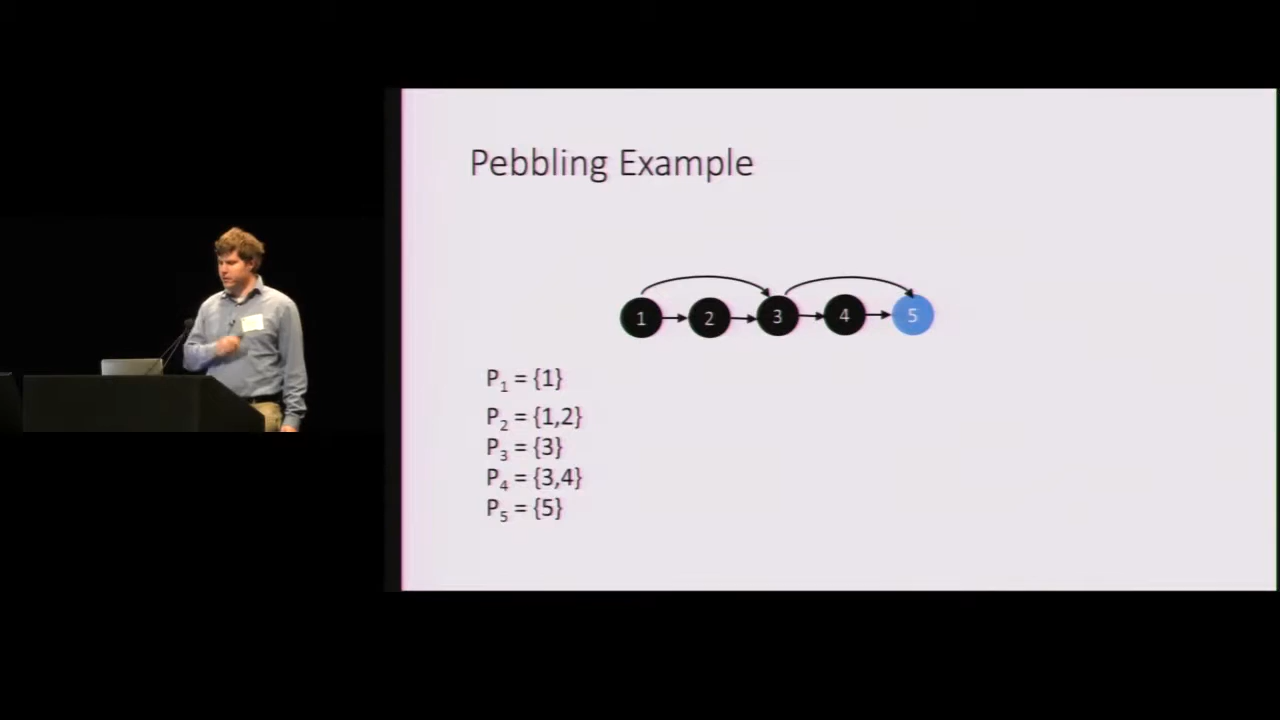 Pebbling Example
1 2 3 4 5
P₁ = {1}
P₂ = {1,2}
P₃ = {3}
P₄ = {3,4}
P₅ = {5}